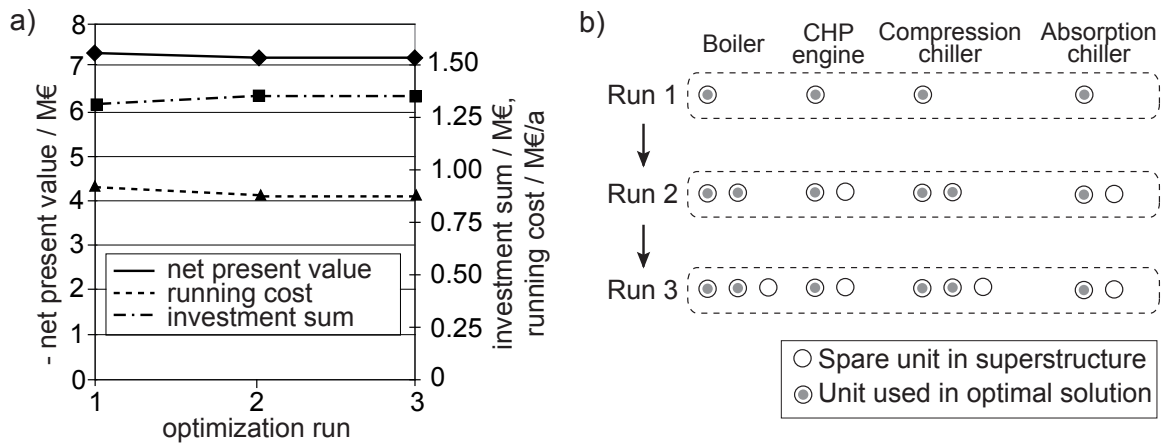 a)
8
7
6
5
4
3
2
1
0
- net present value / M€
1.50
1.25
1.00
0.75
0.50
0.25
0
investment sum / M€,
running cost / M€/a
net present value
running cost
investment sum
1 2 3
optimization run
b)
Boiler
CHP
engine
Compression
chiller
Absorption
chiller
Run 1
Run 2
Run 3
Spare unit in superstructure
Unit used in optimal solution